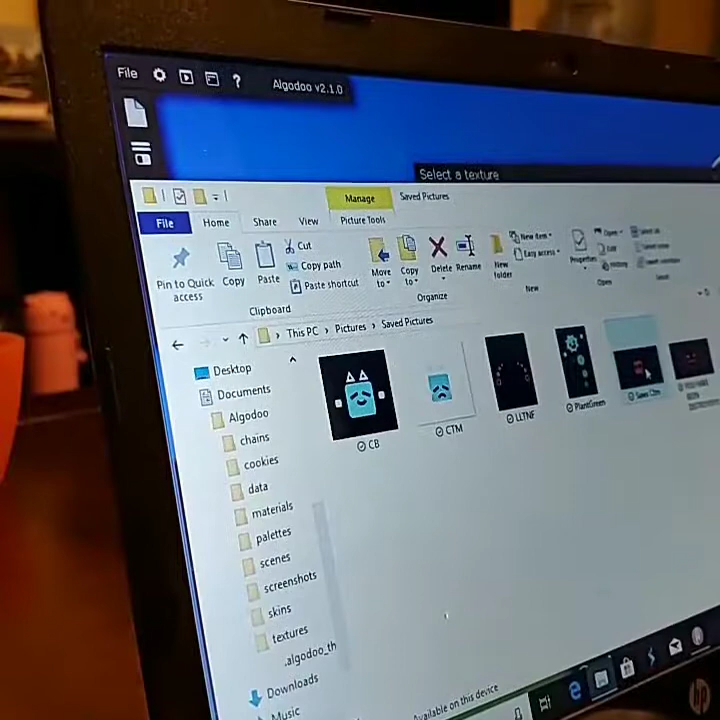 File ? Algodoo v2.1.0
Select a texture
Manage Saved Pictures
File Home Share View Picture Tools
Pin to Quick access
Copy
Paste
Cut
Copy path
Paste shortcut
Clipboard
Move to
Copy to
Delete
Rename
Organize
New folder
New item
Easy access
New
Properties
Open
Edit
Open
This PC > Pictures > Saved Pictures
Desktop
Documents
Algodoo
chains
cookies
data
materials
palettes
scenes
screenshots
skins
textures
.algodoo_th
Downloads
Music
CB
CTM
LLTNF
PlantGreen
Available on this device
hp